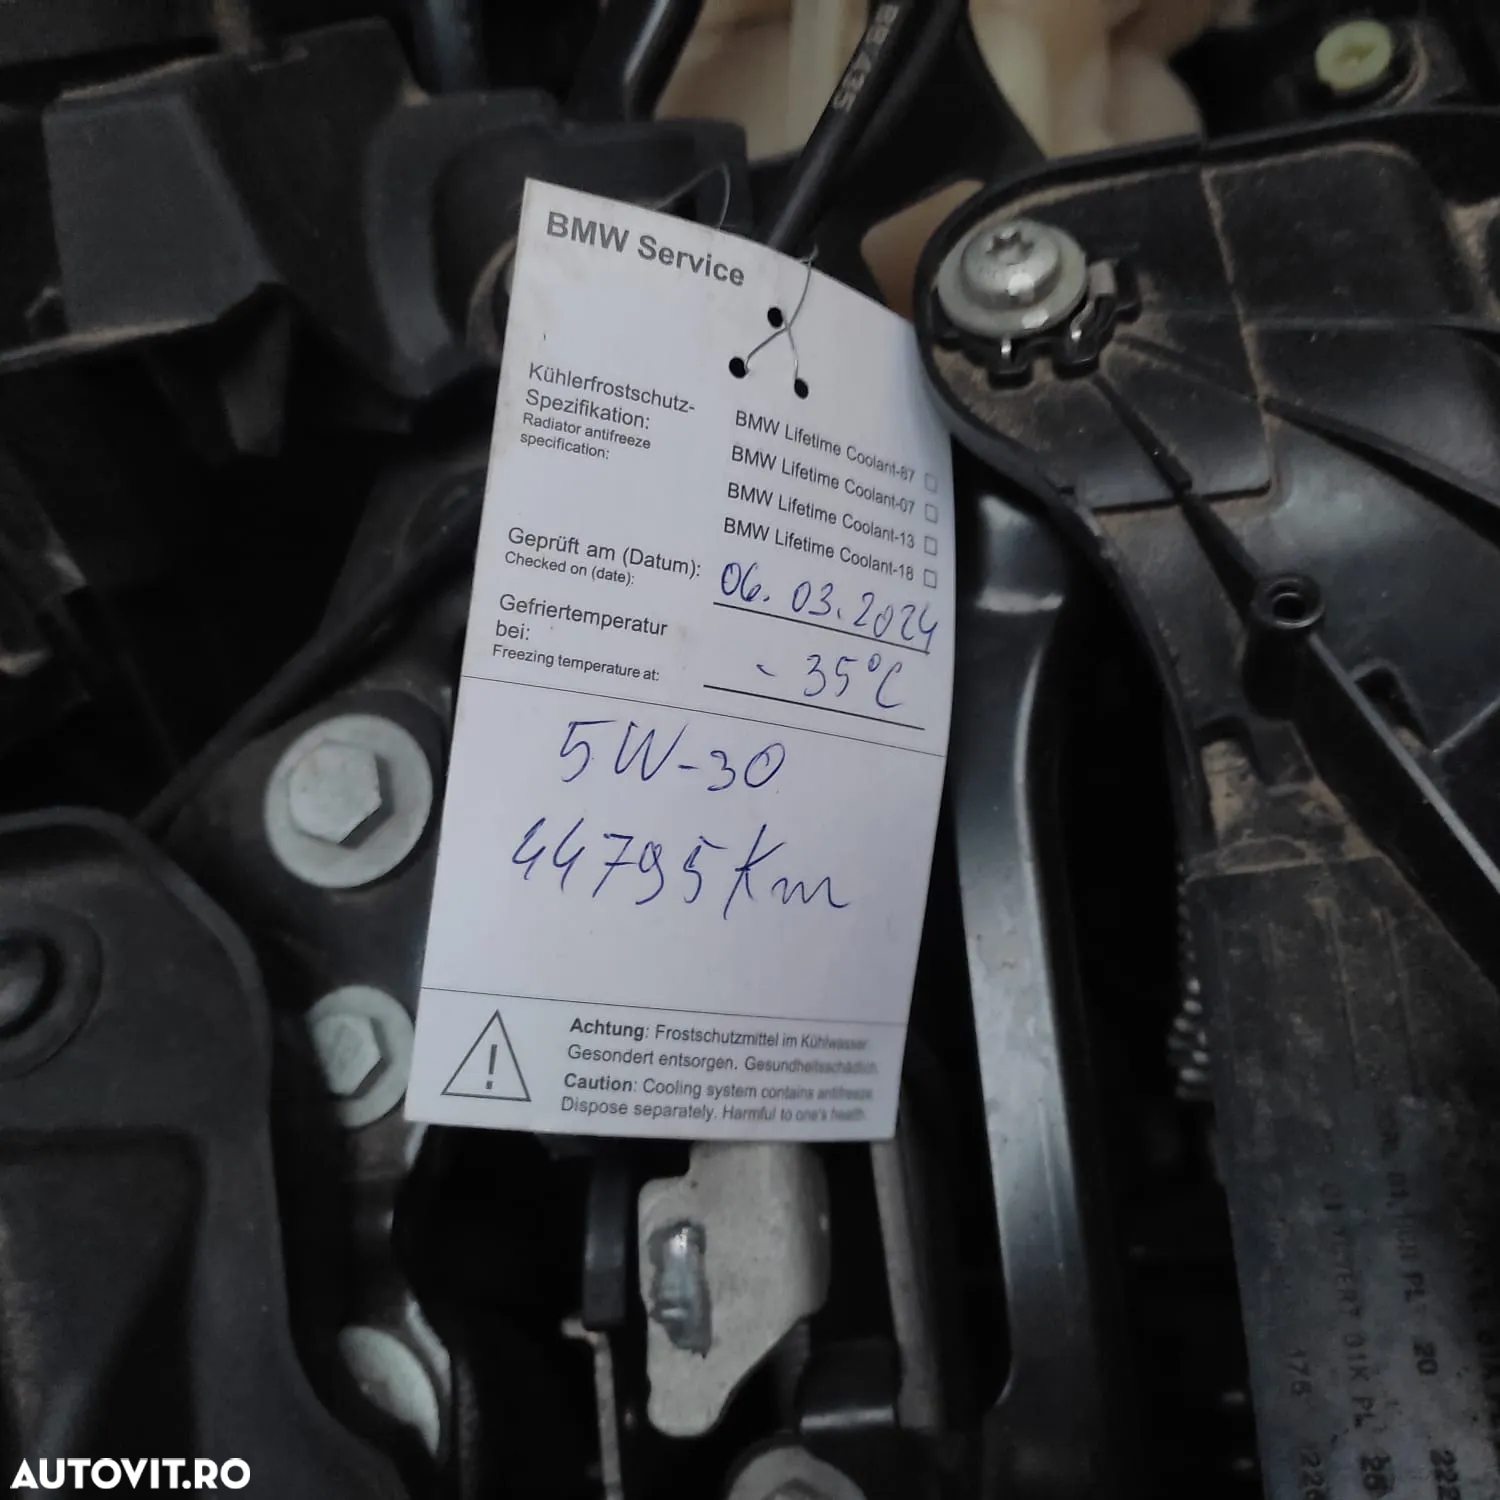 BMW Service
Kühlerfrostschutz-
Spezifikation:
Radiator antifreeze
specification:
BMW Lifetime Coolant-87
BMW Lifetime Coolant-07
BMW Lifetime Coolant-13
BMW Lifetime Coolant-18
Geprüft am (Datum):
Checked on (date):
06.03.2024
Gefriertemperatur
bei:
Freezing temperature at:
- 35°C
5W-30
44795Km
Achtung: Frostschutzmittel im Kühlwasser
Gesondert entsorgen. Gesundheitsschädlich.
Caution: Cooling system contains antifreeze
Dispose separately. Harmful to one's health.
AUTOVIT.RO